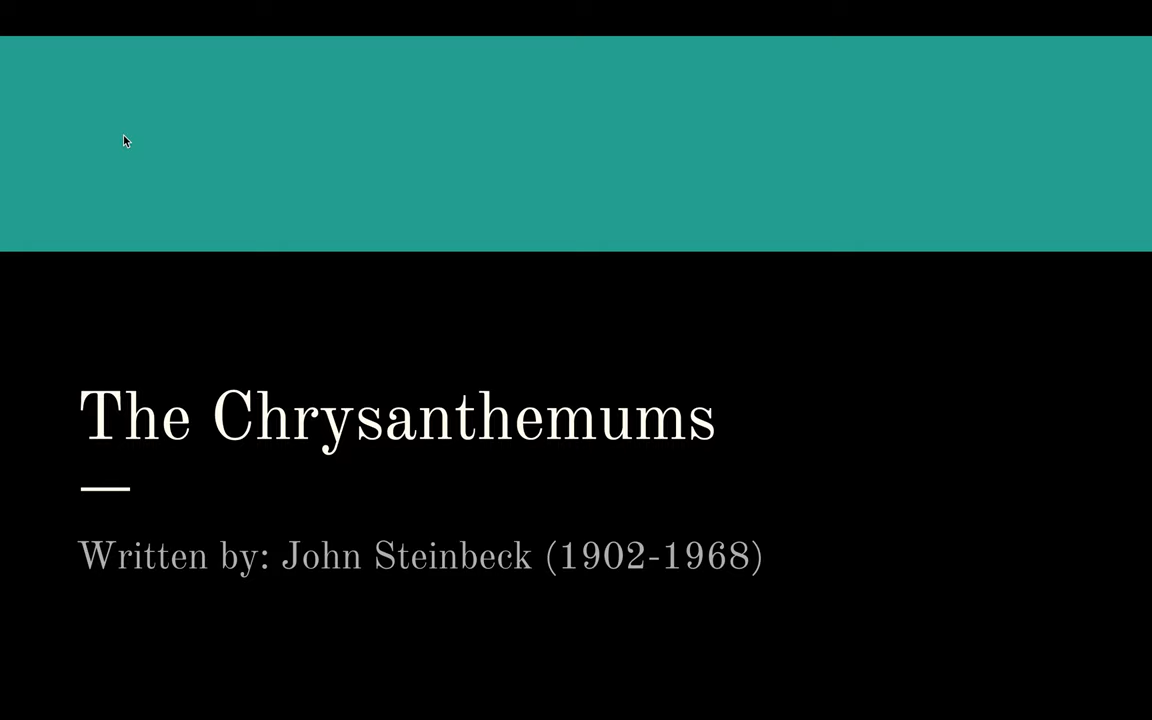 The Chrysanthemums
Written by: John Steinbeck (1902-1968)